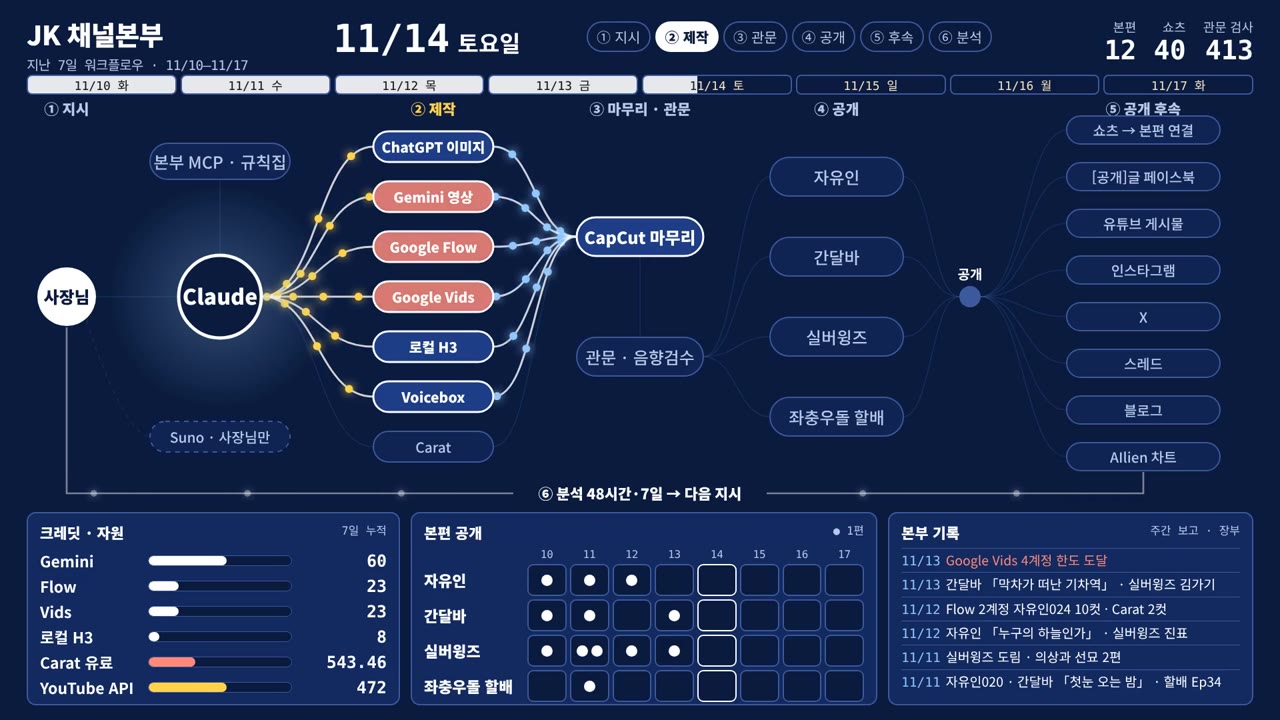 JK 채널본부
지난 7일 워크플로우 · 11/10–11/17
11/14 토요일
① 지시
② 제작
③ 관문
④ 공개
⑤ 후속
⑥ 분석
본편 쇼츠 관문 검사
12 40 413
11/10 화
11/11 수
11/12 목
11/13 금
11/14 토
11/15 일
11/16 월
11/17 화
① 지시
② 제작
③ 마무리 · 관문
④ 공개
⑤ 공개 후속
사장님
본부 MCP · 규칙집
Claude
Suno · 사장님만
ChatGPT 이미지
Gemini 영상
Google Flow
Google Vids
로컬 H3
Voicebox
Carat
CapCut 마무리
관문 · 음향검수
자유인
간달바
실버윙즈
좌충우돌 할배
공개
쇼츠 → 본편 연결
[공개]글 페이스북
유튜브 게시물
인스타그램
X
스레드
블로그
AIlien 차트
⑥ 분석 48시간·7일 → 다음 지시
크레딧 · 자원 7일 누적
Gemini 60
Flow 23
Vids 23
로컬 H3 8
Carat 유료 543.46
YouTube API 472
본편 공개 ● 1편
10 11 12 13 14 15 16 17
자유인
간달바
실버윙즈
좌충우돌 할배
본부 기록 주간 보고 · 장부
11/13 Google Vids 4계정 한도 도달
11/13 간달바 「막차가 떠난 기차역」 · 실버윙즈 김가기
11/12 Flow 2계정 자유인024 10컷 · Carat 2컷
11/12 자유인 「누구의 하늘인가」 · 실버윙즈 진표
11/11 실버윙즈 도림 · 의상과 선묘 2편
11/11 자유인020 · 간달바 「첫눈 오는 밤」 · 할배 Ep34